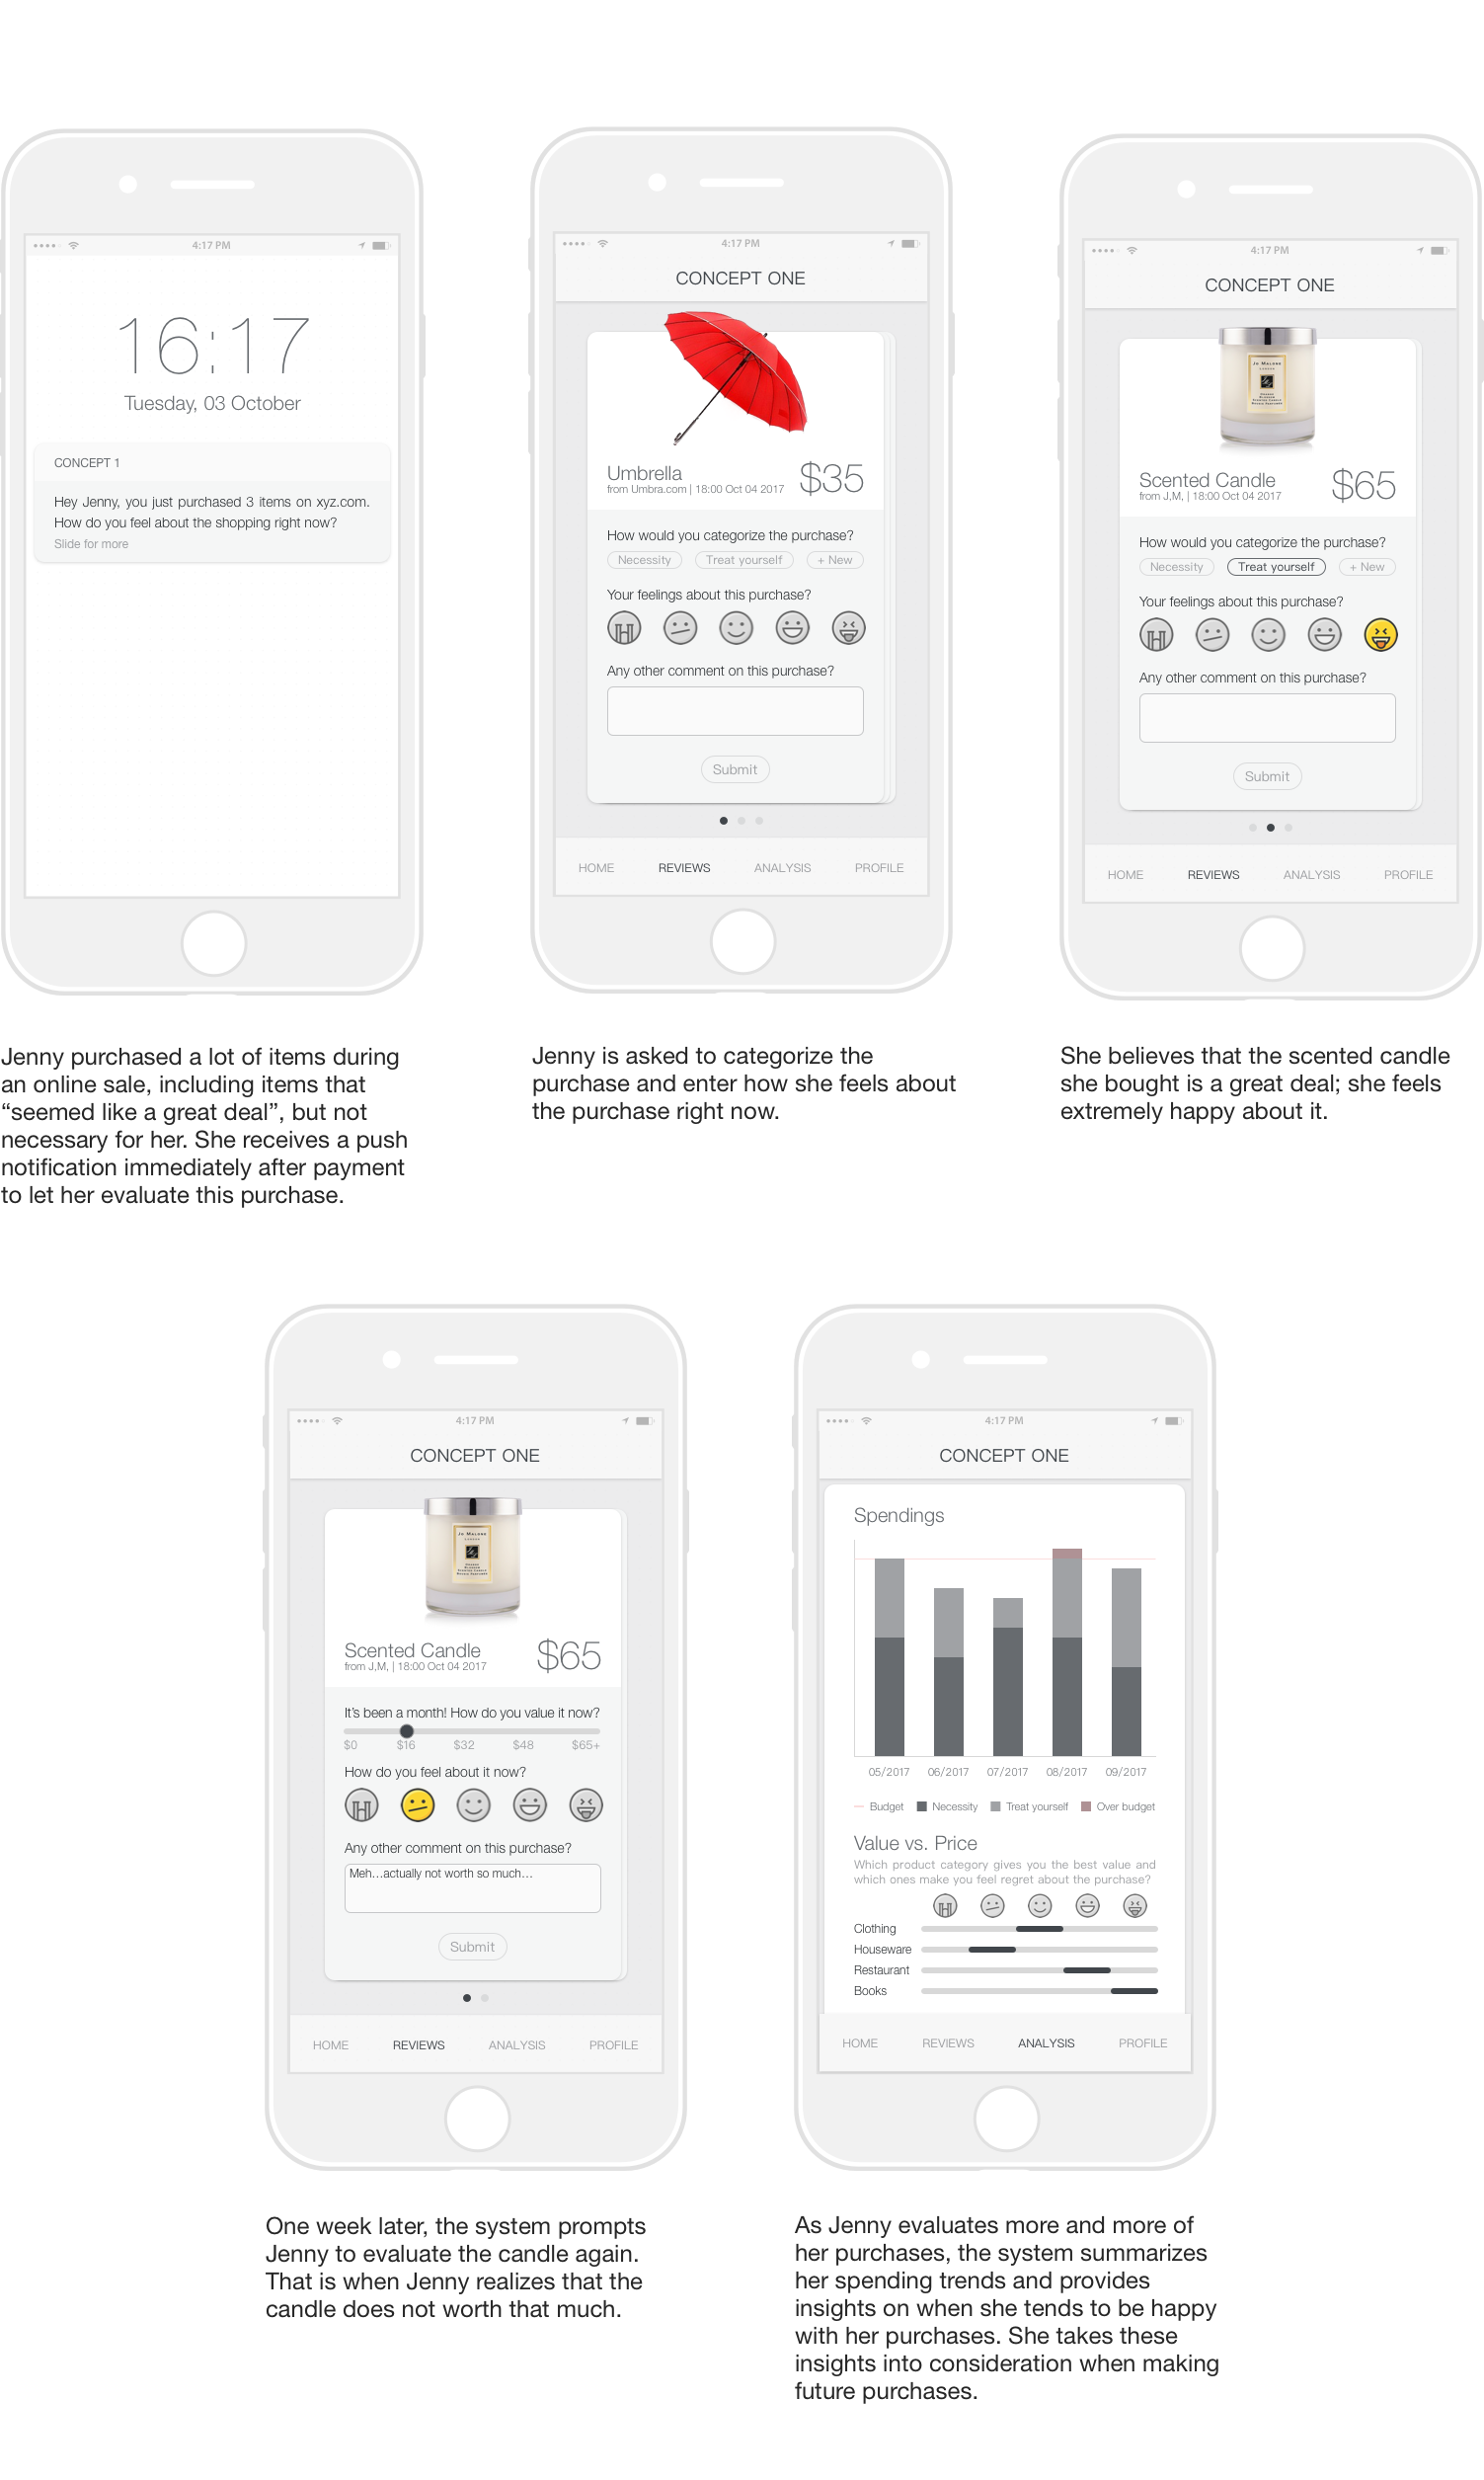 4:17 PM
16:17
Tuesday, 03 October
CONCEPT 1
Hey Jenny, you just purchased 3 items on xyz.com.
How do you feel about the shopping right now?
Slide for more
Jenny purchased a lot of items during
an online sale, including items that
“seemed like a great deal”, but not
necessary for her. She receives a push
notification immediately after payment
to let her evaluate this purchase.
4:17 PM
CONCEPT ONE
Umbrella
$35
from Umbra.com | 18:00 Oct 04 2017
How would you categorize the purchase?
Necessity Treat yourself + New
Your feelings about this purchase?
Any other comment on this purchase?
Submit
HOME REVIEWS ANALYSIS PROFILE
Jenny is asked to categorize the
purchase and enter how she feels about
the purchase right now.
4:17 PM
CONCEPT ONE
JO MALONE
LONDON
Scented Candle
$65
from J,M, | 18:00 Oct 04 2017
How would you categorize the purchase?
Necessity Treat yourself + New
Your feelings about this purchase?
Any other comment on this purchase?
Submit
HOME REVIEWS ANALYSIS PROFILE
She believes that the scented candle
she bought is a great deal; she feels
extremely happy about it.
4:17 PM
CONCEPT ONE
JO MALONE
LONDON
Scented Candle
$65
from J,M, | 18:00 Oct 04 2017
It's been a month! How do you value it now?
$0 $16 $32 $48 $65+
How do you feel about it now?
Any other comment on this purchase?
Meh…actually not worth so much…
Submit
HOME REVIEWS ANALYSIS PROFILE
One week later, the system prompts
Jenny to evaluate the candle again.
That is when Jenny realizes that the
candle does not worth that much.
4:17 PM
CONCEPT ONE
Spendings
05/2017 06/2017 07/2017 08/2017 09/2017
Budget Necessity Treat yourself Over budget
Value vs. Price
Which product category gives you the best value and
which ones make you feel regret about the purchase?
Clothing
Houseware
Restaurant
Books
HOME REVIEWS ANALYSIS PROFILE
As Jenny evaluates more and more of
her purchases, the system summarizes
her spending trends and provides
insights on when she tends to be happy
with her purchases. She takes these
insights into consideration when making
future purchases.